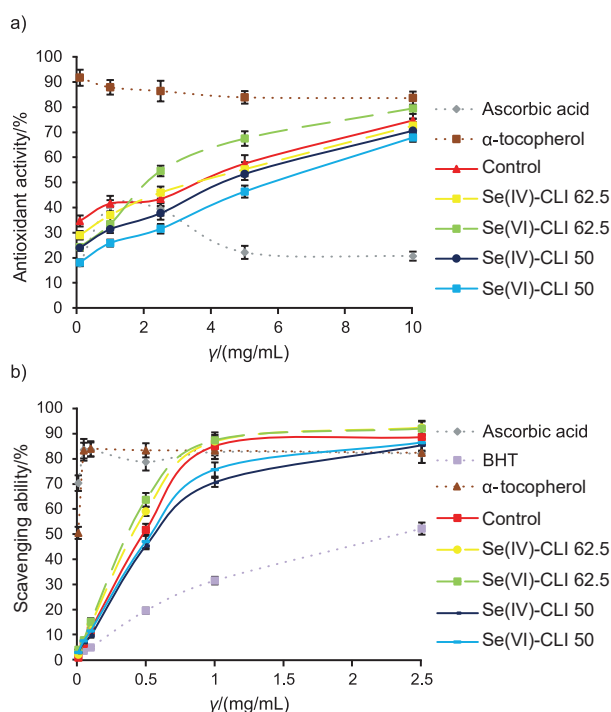 a)
Antioxidant activity/%
100
90
80
70
60
50
40
30
20
10
0
0 2 4 6 8 10
γ/(mg/mL)
Ascorbic acid
α-tocopherol
Control
Se(IV)-CLI 62.5
Se(VI)-CLI 62.5
Se(IV)-CLI 50
Se(VI)-CLI 50
b)
Scavenging ability/%
100
90
80
70
60
50
40
30
20
10
0
0 0.5 1 1.5 2 2.5
γ/(mg/mL)
Ascorbic acid
BHT
α-tocopherol
Control
Se(IV)-CLI 62.5
Se(VI)-CLI 62.5
Se(IV)-CLI 50
Se(VI)-CLI 50